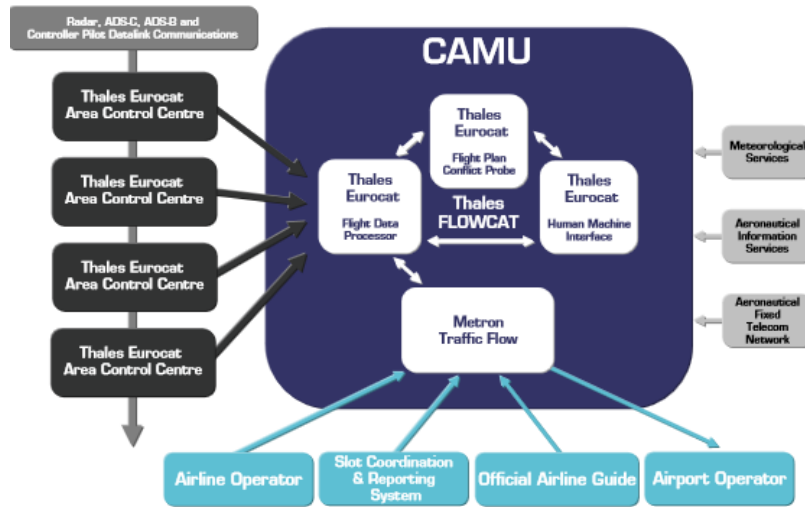 Radar, ADS-C, ADS-B and
Controller Pilot Datalink Communications
CAMU
Thales Eurocat
Area Control Centre
Thales Eurocat
Area Control Centre
Thales Eurocat
Area Control Centre
Thales Eurocat
Area Control Centre
Thales
Eurocat
Flight Plan
Conflict Probe
Thales
Eurocat
Flight Data
Processor
Thales
FLOWCAT
Thales
Eurocat
Human Machine
Interface
Metron
Traffic Flow
Meteorological
Services
Aeronautical
Information
Services
Aeronautical
Fixed
Telecom
Network
Airline Operator
Slot Coordination
& Reporting
System
Official Airline Guide
Airport Operator